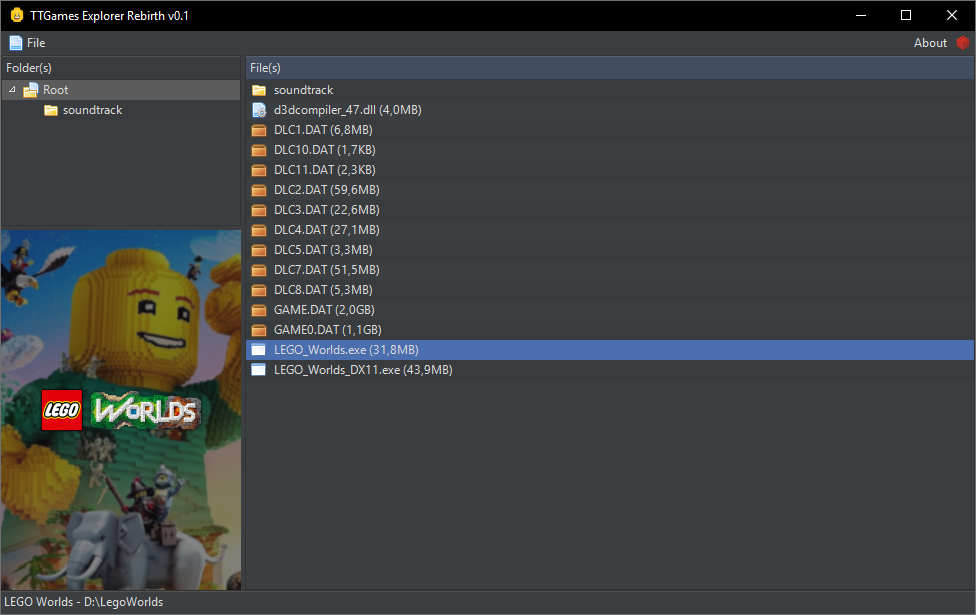 TTGames Explorer Rebirth v0.1
File
About
Folder(s)
Root
soundtrack
File(s)
soundtrack
d3dcompiler_47.dll (4,0MB)
DLC1.DAT (6,8MB)
DLC10.DAT (1,7KB)
DLC11.DAT (2,3KB)
DLC2.DAT (59,6MB)
DLC3.DAT (22,6MB)
DLC4.DAT (27,1MB)
DLC5.DAT (3,3MB)
DLC7.DAT (51,5MB)
DLC8.DAT (5,3MB)
GAME.DAT (2,0GB)
GAME0.DAT (1,1GB)
LEGO_Worlds.exe (31,8MB)
LEGO_Worlds_DX11.exe (43,9MB)
LEGO WORLDS
LEGO Worlds - D:\LegoWorlds